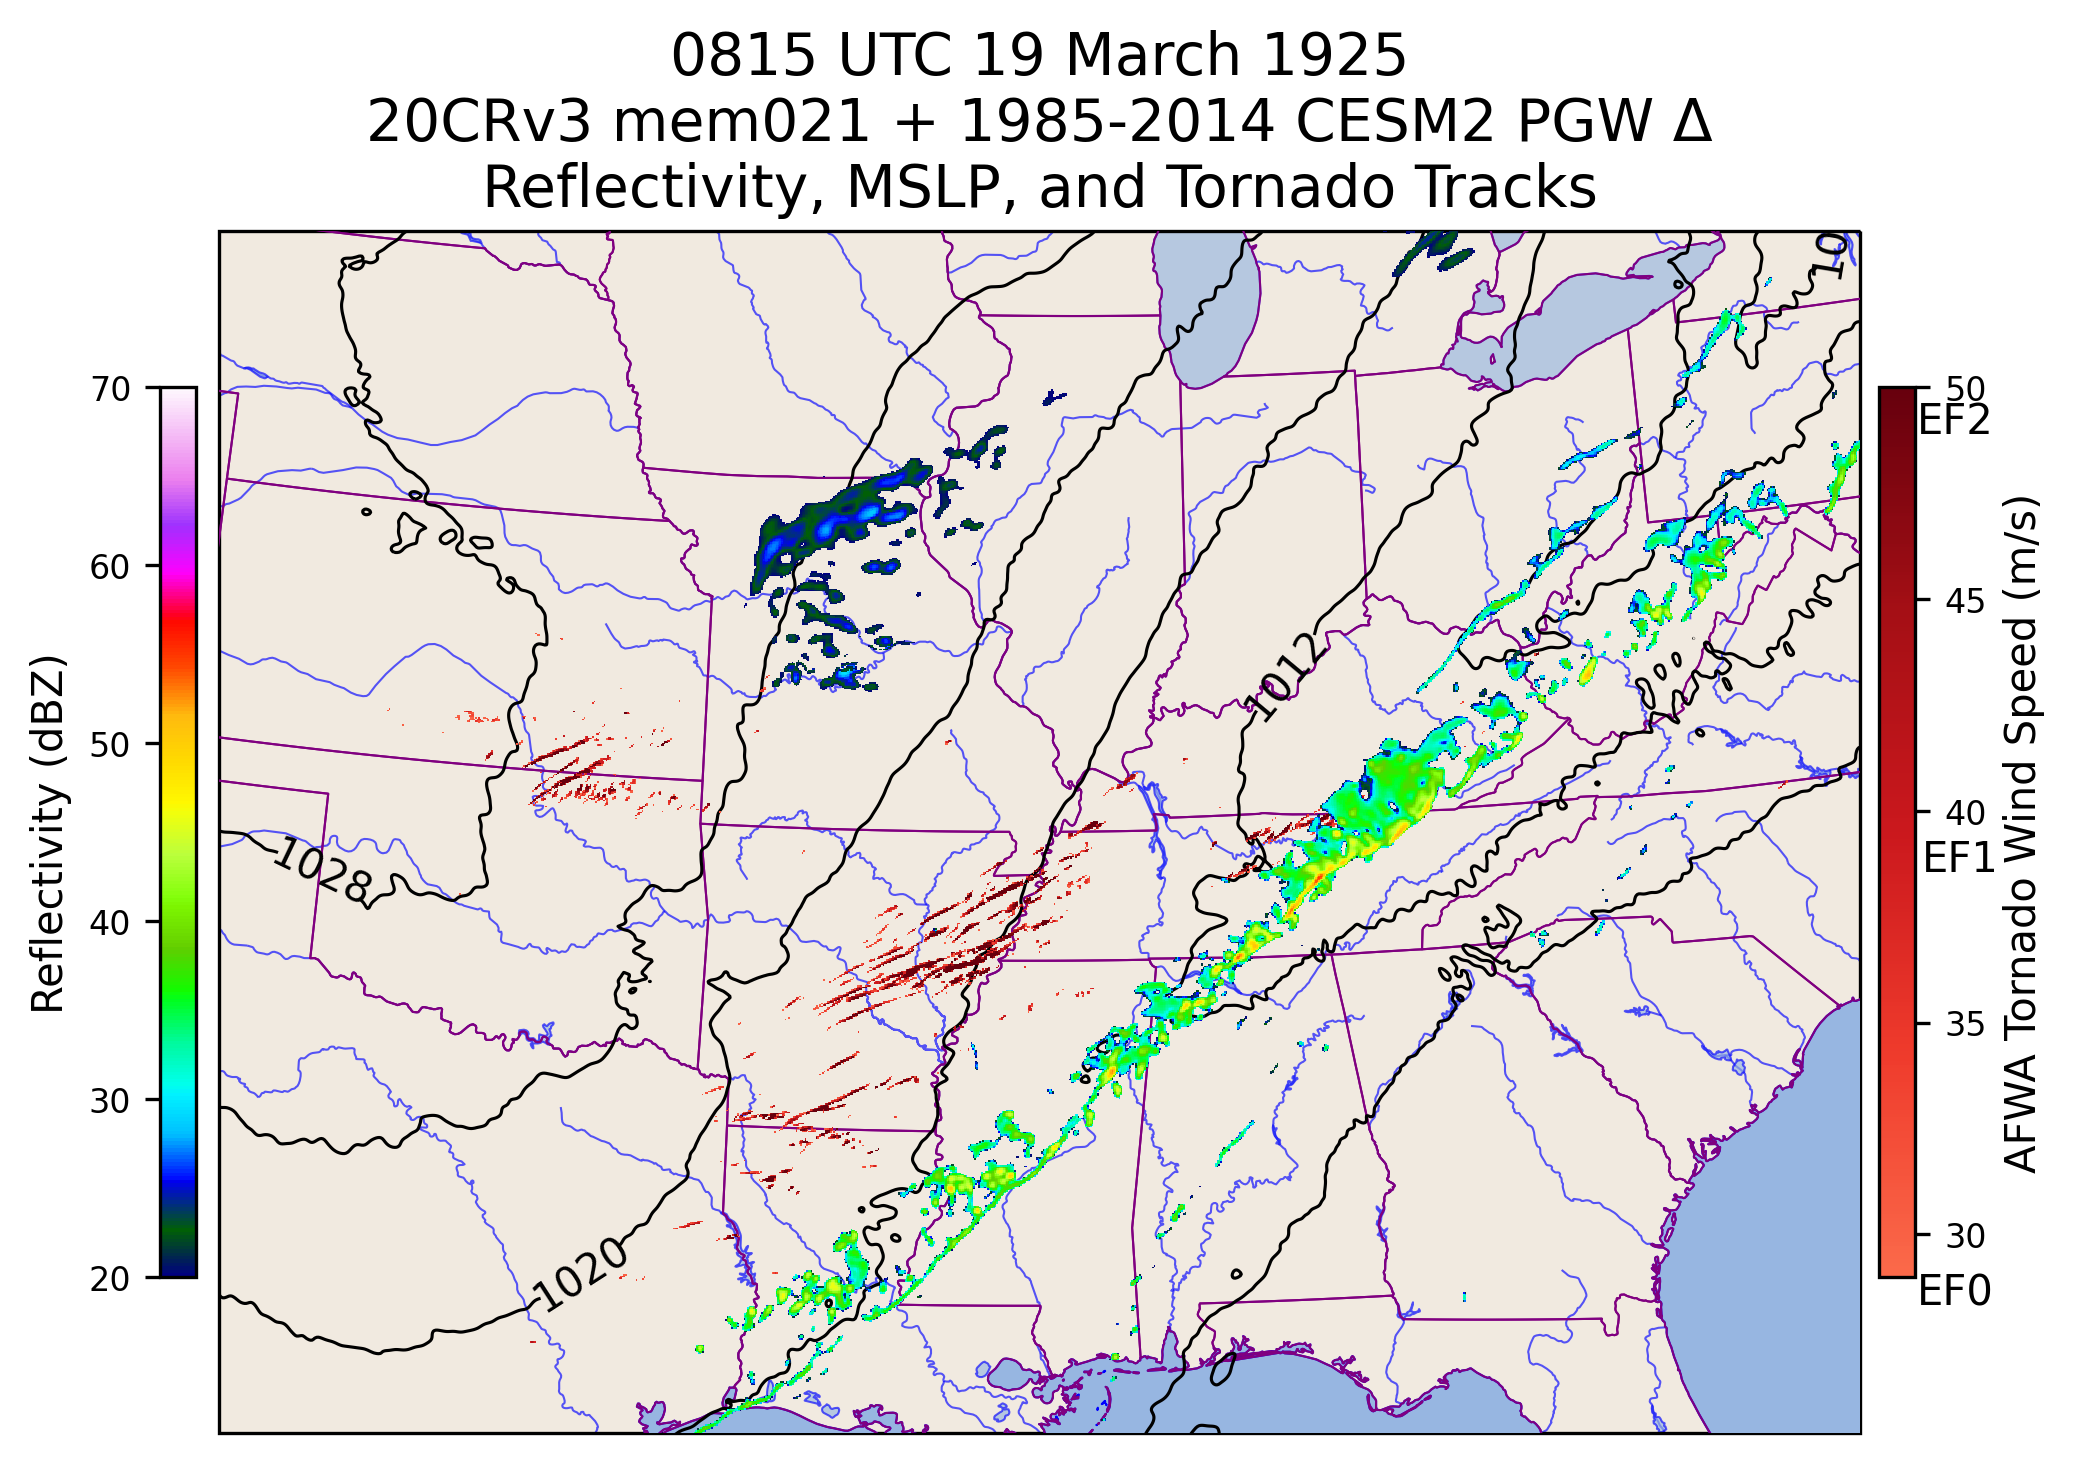 0815 UTC 19 March 1925
20CRv3 mem021 + 1985-2014 CESM2 PGW Δ
Reflectivity, MSLP, and Tornado Tracks
10
70
60
50
40
30
20
Reflectivity (dBZ)
1012
1028
1020
50
EF2
45
40
EF1
35
30
EF0
AFWA Tornado Wind Speed (m/s)